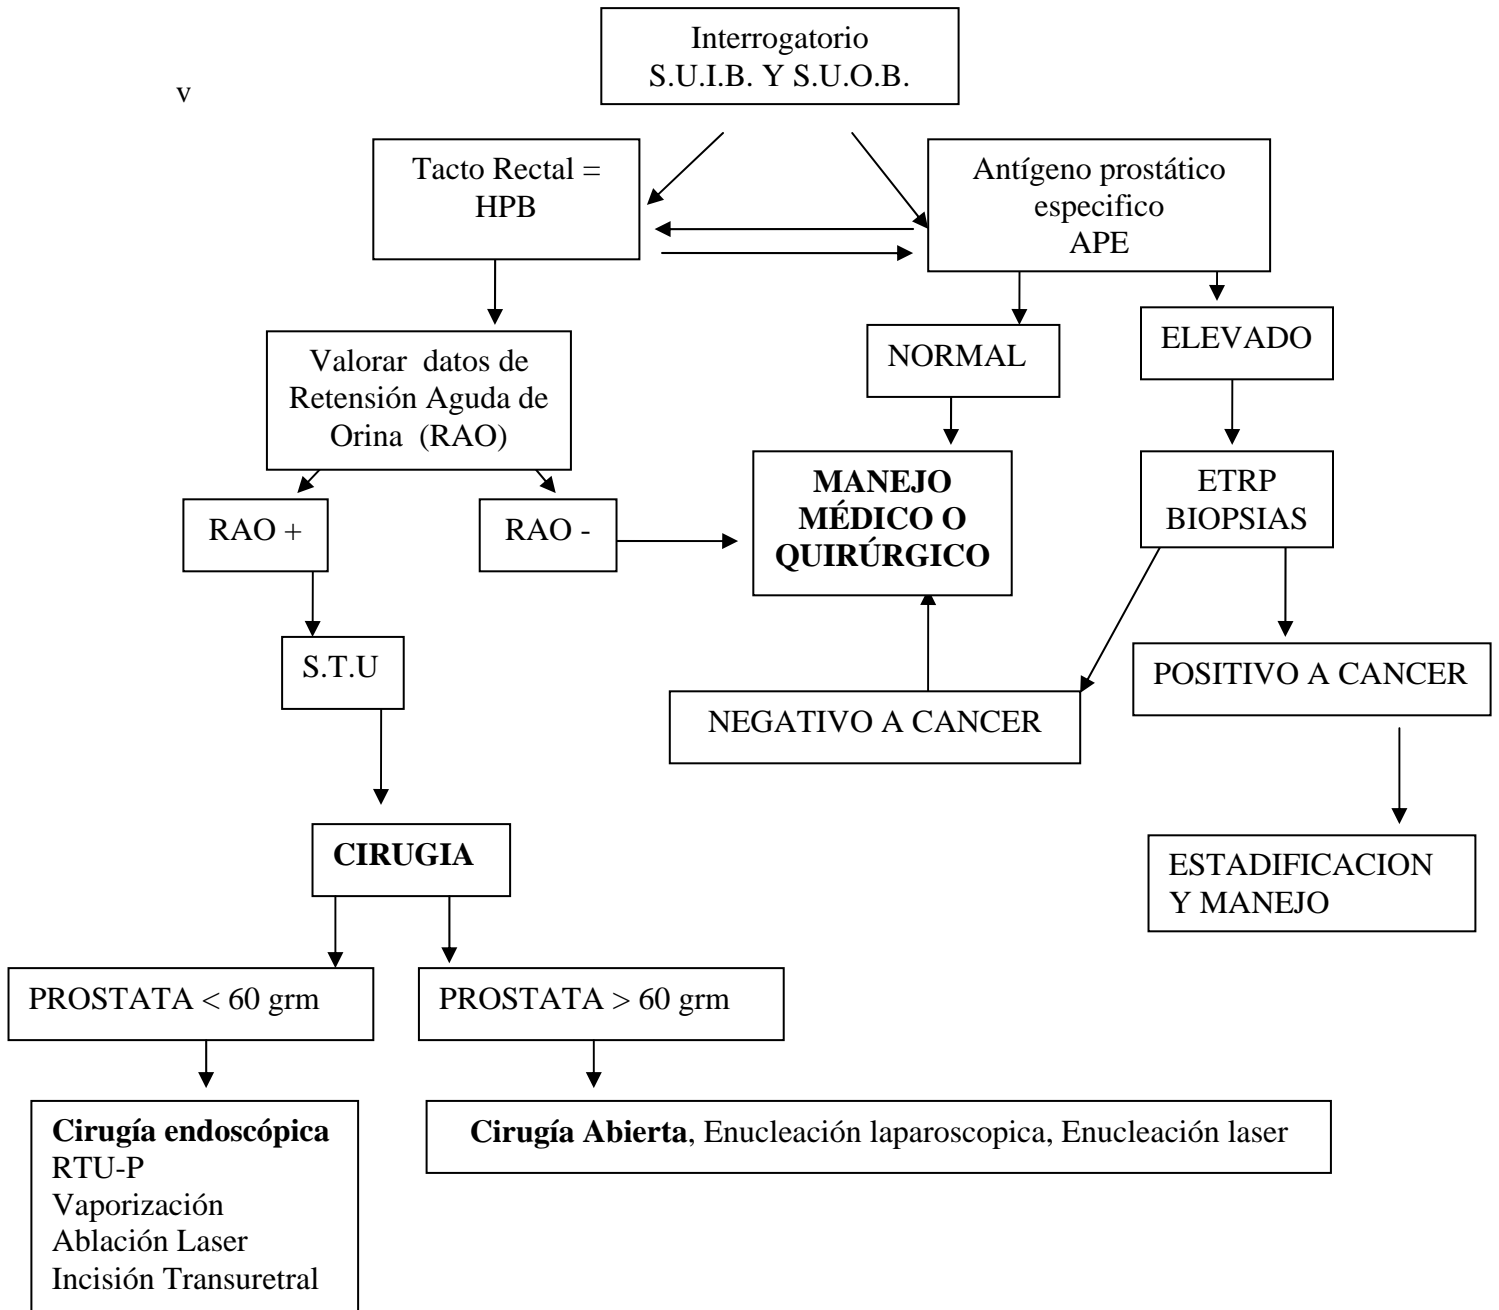 Interrogatorio
S.U.I.B. Y S.U.O.B.
v
Tacto Rectal =
HPB
Antígeno prostático
especifico
APE
Valorar datos de
Retensión Aguda de
Orina (RAO)
NORMAL
ELEVADO
RAO +
RAO -
MANEJO
MÉDICO O
QUIRÚRGICO
ETRP
BIOPSIAS
S.T.U
NEGATIVO A CANCER
POSITIVO A CANCER
CIRUGIA
ESTADIFICACION
Y MANEJO
PROSTATA < 60 grm
PROSTATA > 60 grm
Cirugía endoscópica
RTU-P
Vaporización
Ablación Laser
Incisión Transuretral
Cirugía Abierta, Enucleación laparoscopica, Enucleación laser